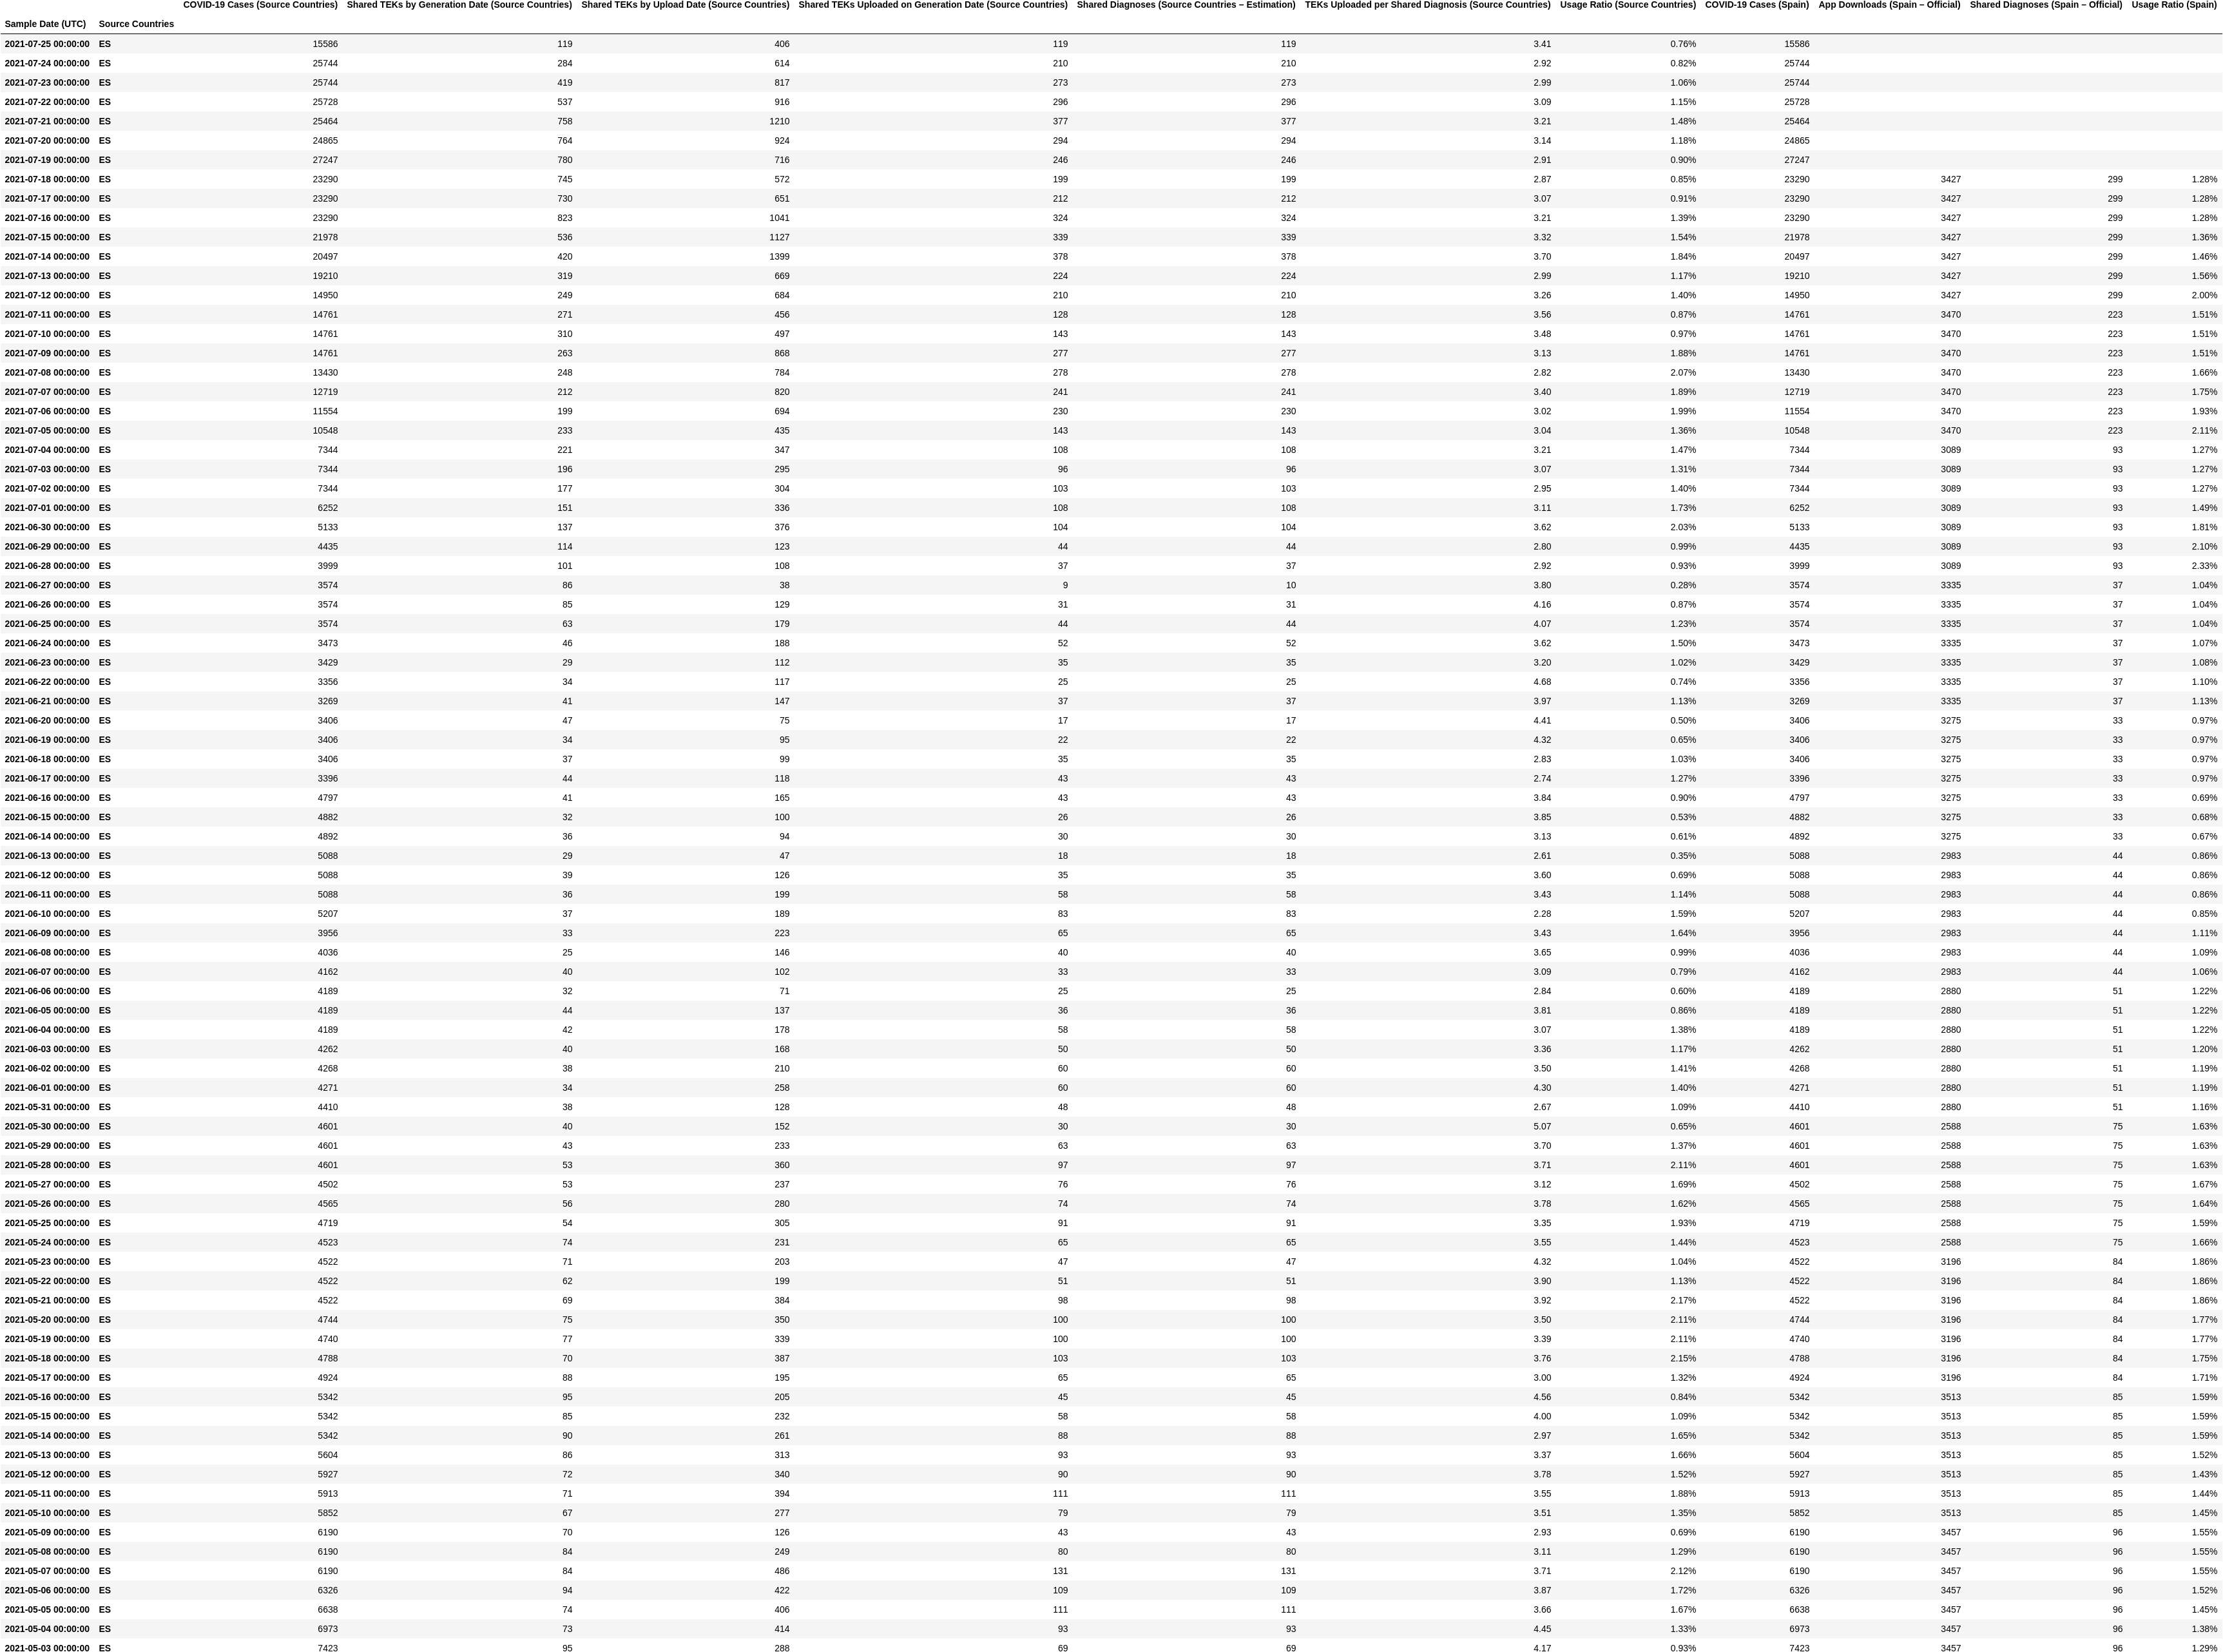 COVID-19 Cases (Source Countries) Shared TEKs by Generation Date (Source Countries) Shared TEKs by Upload Date (Source Countries) Shared TEKs Uploaded on Generation Date (Source Countries) Shared Diagnoses (Source Countries – Estimation) TEKs Uploaded per Shared Diagnosis (Source Countries) Usage Ratio (Source Countries) COVID-19 Cases (Spain) App Downloads (Spain – Official) Shared Diagnoses (Spain – Official) Usage Ratio (Spain)
Sample Date (UTC) Source Countries
2021-07-25 00:00:00 ES 15586 119 406 119 119 3.41 0.76% 15586
2021-07-24 00:00:00 ES 25744 284 614 210 210 2.92 0.82% 25744
2021-07-23 00:00:00 ES 25744 419 817 273 273 2.99 1.06% 25744
2021-07-22 00:00:00 ES 25728 537 916 296 296 3.09 1.15% 25728
2021-07-21 00:00:00 ES 25464 758 1210 377 377 3.21 1.48% 25464
2021-07-20 00:00:00 ES 24865 764 924 294 294 3.14 1.18% 24865
2021-07-19 00:00:00 ES 27247 780 716 246 246 2.91 0.90% 27247
2021-07-18 00:00:00 ES 23290 745 572 199 199 2.87 0.85% 23290 3427 299 1.28%
2021-07-17 00:00:00 ES 23290 730 651 212 212 3.07 0.91% 23290 3427 299 1.28%
2021-07-16 00:00:00 ES 23290 823 1041 324 324 3.21 1.39% 23290 3427 299 1.28%
2021-07-15 00:00:00 ES 21978 536 1127 339 339 3.32 1.54% 21978 3427 299 1.36%
2021-07-14 00:00:00 ES 20497 420 1399 378 378 3.70 1.84% 20497 3427 299 1.46%
2021-07-13 00:00:00 ES 19210 319 669 224 224 2.99 1.17% 19210 3427 299 1.56%
2021-07-12 00:00:00 ES 14950 249 684 210 210 3.26 1.40% 14950 3427 299 2.00%
2021-07-11 00:00:00 ES 14761 271 456 128 128 3.56 0.87% 14761 3470 223 1.51%
2021-07-10 00:00:00 ES 14761 310 497 143 143 3.48 0.97% 14761 3470 223 1.51%
2021-07-09 00:00:00 ES 14761 263 868 277 277 3.13 1.88% 14761 3470 223 1.51%
2021-07-08 00:00:00 ES 13430 248 784 278 278 2.82 2.07% 13430 3470 223 1.66%
2021-07-07 00:00:00 ES 12719 212 820 241 241 3.40 1.89% 12719 3470 223 1.75%
2021-07-06 00:00:00 ES 11554 199 694 230 230 3.02 1.99% 11554 3470 223 1.93%
2021-07-05 00:00:00 ES 10548 233 435 143 143 3.04 1.36% 10548 3470 223 2.11%
2021-07-04 00:00:00 ES 7344 221 347 108 108 3.21 1.47% 7344 3089 93 1.27%
2021-07-03 00:00:00 ES 7344 196 295 96 96 3.07 1.31% 7344 3089 93 1.27%
2021-07-02 00:00:00 ES 7344 177 304 103 103 2.95 1.40% 7344 3089 93 1.27%
2021-07-01 00:00:00 ES 6252 151 336 108 108 3.11 1.73% 6252 3089 93 1.49%
2021-06-30 00:00:00 ES 5133 137 376 104 104 3.62 2.03% 5133 3089 93 1.81%
2021-06-29 00:00:00 ES 4435 114 123 44 44 2.80 0.99% 4435 3089 93 2.10%
2021-06-28 00:00:00 ES 3999 101 108 37 37 2.92 0.93% 3999 3089 93 2.33%
2021-06-27 00:00:00 ES 3574 86 38 9 10 3.80 0.28% 3574 3335 37 1.04%
2021-06-26 00:00:00 ES 3574 85 129 31 31 4.16 0.87% 3574 3335 37 1.04%
2021-06-25 00:00:00 ES 3574 63 179 44 44 4.07 1.23% 3574 3335 37 1.04%
2021-06-24 00:00:00 ES 3473 46 188 52 52 3.62 1.50% 3473 3335 37 1.07%
2021-06-23 00:00:00 ES 3429 29 112 35 35 3.20 1.02% 3429 3335 37 1.08%
2021-06-22 00:00:00 ES 3356 34 117 25 25 4.68 0.74% 3356 3335 37 1.10%
2021-06-21 00:00:00 ES 3269 41 147 37 37 3.97 1.13% 3269 3335 37 1.13%
2021-06-20 00:00:00 ES 3406 47 75 17 17 4.41 0.50% 3406 3275 33 0.97%
2021-06-19 00:00:00 ES 3406 34 95 22 22 4.32 0.65% 3406 3275 33 0.97%
2021-06-18 00:00:00 ES 3406 37 99 35 35 2.83 1.03% 3406 3275 33 0.97%
2021-06-17 00:00:00 ES 3396 44 118 43 43 2.74 1.27% 3396 3275 33 0.97%
2021-06-16 00:00:00 ES 4797 41 165 43 43 3.84 0.90% 4797 3275 33 0.69%
2021-06-15 00:00:00 ES 4882 32 100 26 26 3.85 0.53% 4882 3275 33 0.68%
2021-06-14 00:00:00 ES 4892 36 94 30 30 3.13 0.61% 4892 3275 33 0.67%
2021-06-13 00:00:00 ES 5088 29 47 18 18 2.61 0.35% 5088 2983 44 0.86%
2021-06-12 00:00:00 ES 5088 39 126 35 35 3.60 0.69% 5088 2983 44 0.86%
2021-06-11 00:00:00 ES 5088 36 199 58 58 3.43 1.14% 5088 2983 44 0.86%
2021-06-10 00:00:00 ES 5207 37 189 83 83 2.28 1.59% 5207 2983 44 0.85%
2021-06-09 00:00:00 ES 3956 33 223 65 65 3.43 1.64% 3956 2983 44 1.11%
2021-06-08 00:00:00 ES 4036 25 146 40 40 3.65 0.99% 4036 2983 44 1.09%
2021-06-07 00:00:00 ES 4162 40 102 33 33 3.09 0.79% 4162 2983 44 1.06%
2021-06-06 00:00:00 ES 4189 32 71 25 25 2.84 0.60% 4189 2880 51 1.22%
2021-06-05 00:00:00 ES 4189 44 137 36 36 3.81 0.86% 4189 2880 51 1.22%
2021-06-04 00:00:00 ES 4189 42 178 58 58 3.07 1.38% 4189 2880 51 1.22%
2021-06-03 00:00:00 ES 4262 40 168 50 50 3.36 1.17% 4262 2880 51 1.20%
2021-06-02 00:00:00 ES 4268 38 210 60 60 3.50 1.41% 4268 2880 51 1.19%
2021-06-01 00:00:00 ES 4271 34 258 60 60 4.30 1.40% 4271 2880 51 1.19%
2021-05-31 00:00:00 ES 4410 38 128 48 48 2.67 1.09% 4410 2880 51 1.16%
2021-05-30 00:00:00 ES 4601 40 152 30 30 5.07 0.65% 4601 2588 75 1.63%
2021-05-29 00:00:00 ES 4601 43 233 63 63 3.70 1.37% 4601 2588 75 1.63%
2021-05-28 00:00:00 ES 4601 53 360 97 97 3.71 2.11% 4601 2588 75 1.63%
2021-05-27 00:00:00 ES 4502 53 237 76 76 3.12 1.69% 4502 2588 75 1.67%
2021-05-26 00:00:00 ES 4565 56 280 74 74 3.78 1.62% 4565 2588 75 1.64%
2021-05-25 00:00:00 ES 4719 54 305 91 91 3.35 1.93% 4719 2588 75 1.59%
2021-05-24 00:00:00 ES 4523 74 231 65 65 3.55 1.44% 4523 2588 75 1.66%
2021-05-23 00:00:00 ES 4522 71 203 47 47 4.32 1.04% 4522 3196 84 1.86%
2021-05-22 00:00:00 ES 4522 62 199 51 51 3.90 1.13% 4522 3196 84 1.86%
2021-05-21 00:00:00 ES 4522 69 384 98 98 3.92 2.17% 4522 3196 84 1.86%
2021-05-20 00:00:00 ES 4744 75 350 100 100 3.50 2.11% 4744 3196 84 1.77%
2021-05-19 00:00:00 ES 4740 77 339 100 100 3.39 2.11% 4740 3196 84 1.77%
2021-05-18 00:00:00 ES 4788 70 387 103 103 3.76 2.15% 4788 3196 84 1.75%
2021-05-17 00:00:00 ES 4924 88 195 65 65 3.00 1.32% 4924 3196 84 1.71%
2021-05-16 00:00:00 ES 5342 95 205 45 45 4.56 0.84% 5342 3513 85 1.59%
2021-05-15 00:00:00 ES 5342 85 232 58 58 4.00 1.09% 5342 3513 85 1.59%
2021-05-14 00:00:00 ES 5342 90 261 88 88 2.97 1.65% 5342 3513 85 1.59%
2021-05-13 00:00:00 ES 5604 86 313 93 93 3.37 1.66% 5604 3513 85 1.52%
2021-05-12 00:00:00 ES 5927 72 340 90 90 3.78 1.52% 5927 3513 85 1.43%
2021-05-11 00:00:00 ES 5913 71 394 111 111 3.55 1.88% 5913 3513 85 1.44%
2021-05-10 00:00:00 ES 5852 67 277 79 79 3.51 1.35% 5852 3513 85 1.45%
2021-05-09 00:00:00 ES 6190 70 126 43 43 2.93 0.69% 6190 3457 96 1.55%
2021-05-08 00:00:00 ES 6190 84 249 80 80 3.11 1.29% 6190 3457 96 1.55%
2021-05-07 00:00:00 ES 6190 84 486 131 131 3.71 2.12% 6190 3457 96 1.55%
2021-05-06 00:00:00 ES 6326 94 422 109 109 3.87 1.72% 6326 3457 96 1.52%
2021-05-05 00:00:00 ES 6638 74 406 111 111 3.66 1.67% 6638 3457 96 1.45%
2021-05-04 00:00:00 ES 6973 73 414 93 93 4.45 1.33% 6973 3457 96 1.38%
2021-05-03 00:00:00 ES 7423 95 288 69 69 4.17 0.93% 7423 3457 96 1.29%